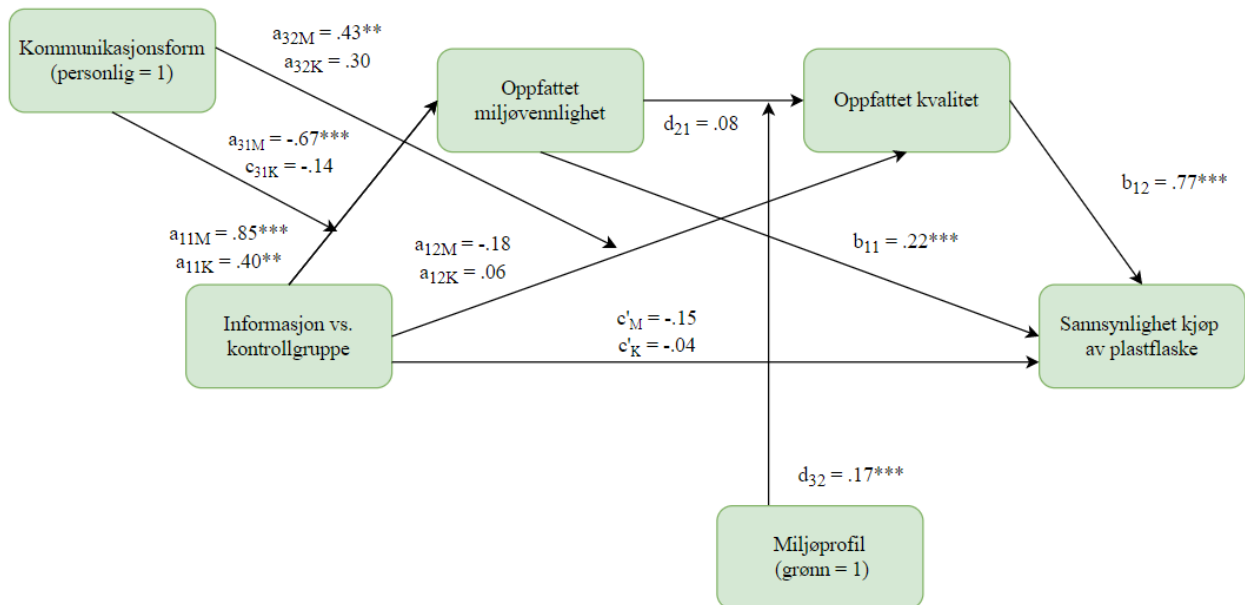 Kommunikasjonsform
(personlig = 1)
a32M = .43**
a32K = .30
Oppfattet
miljøvennlighet
d21 = .08
Oppfattet kvalitet
a31M = -.67***
c31K = -.14
b12 = .77***
a11M = .85***
a11K = .40**
a12M = -.18
a12K = .06
b11 = .22***
Informasjon vs.
kontrollgruppe
c'M = -.15
c'K = -.04
Sannsynlighet kjøp
av plastflaske
d32 = .17***
Miljøprofil
(grønn = 1)